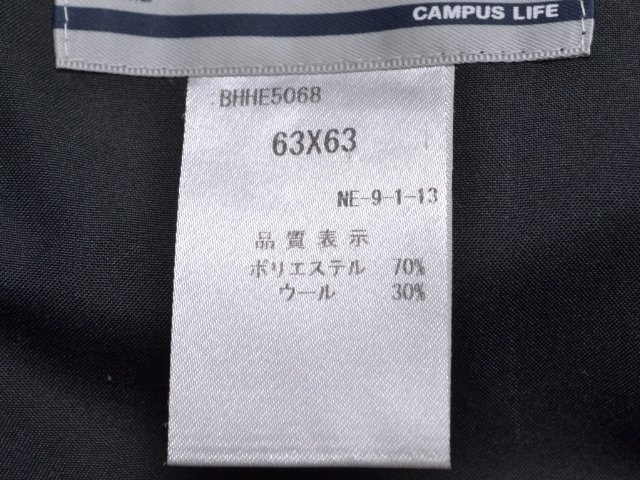 CAMPUS LIFE
BHHE5068
63X63
NE-9-1-13
品質表示
ポリエステル 70%
ウール 30%